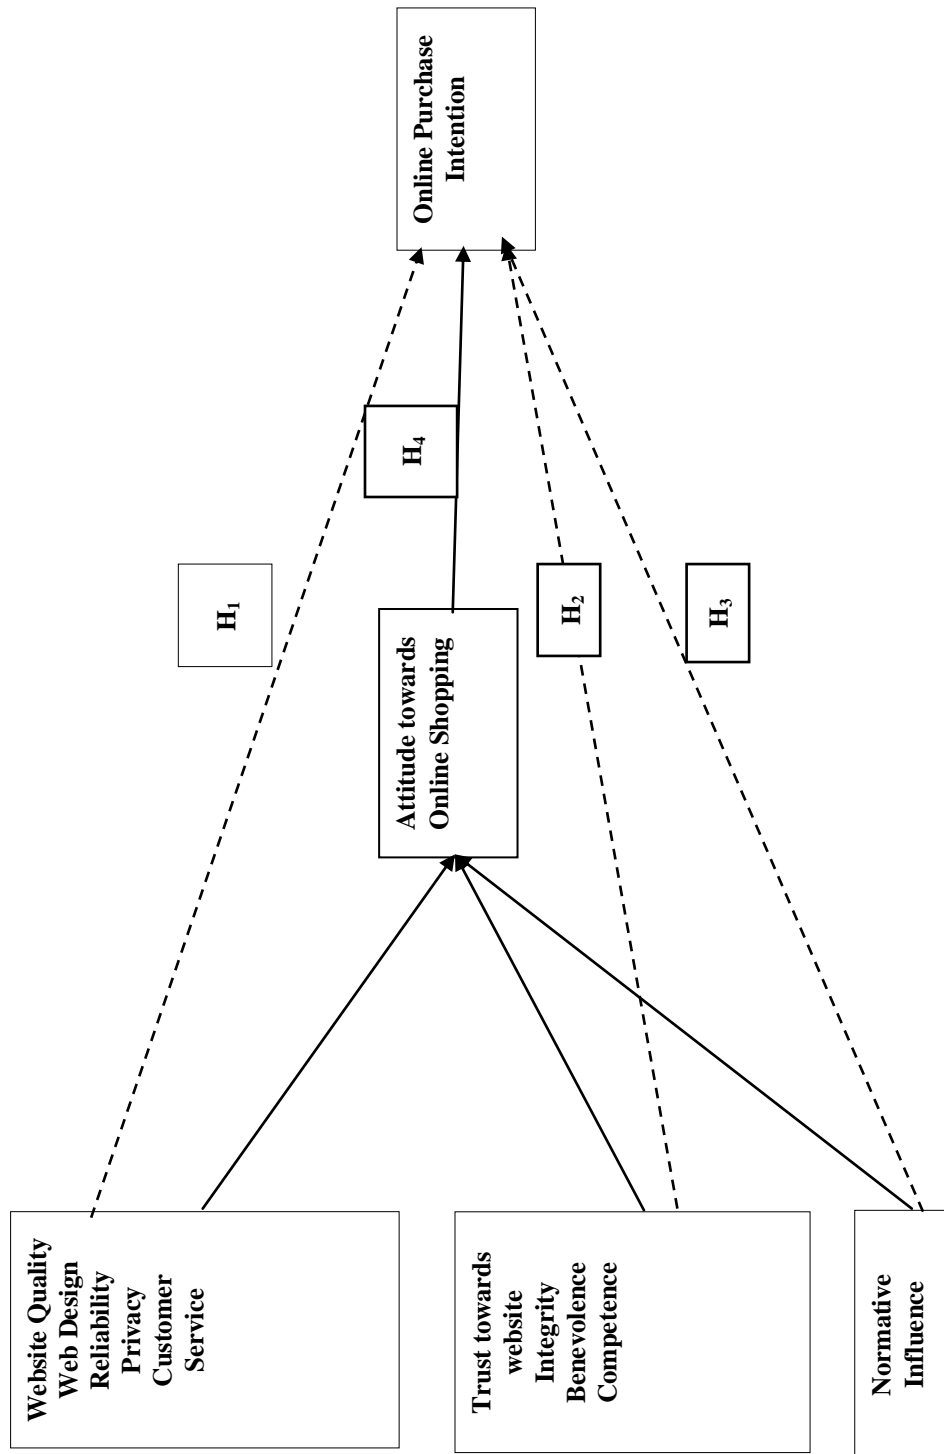 Website Quality
Web Design
Reliability
Privacy
Customer
Service
Trust towards
website
Integrity
Benevolence
Competence
Normative
Influence
Attitude towards
Online Shopping
H₁
H₂
H₃
H₄
Online Purchase
Intention